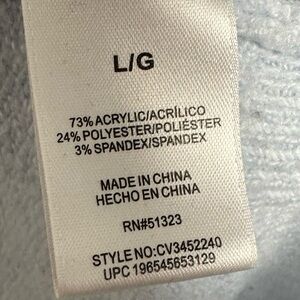 L/G
73% ACRYLIC/ACRÍLICO
24% POLYESTER/POLIÉSTER
3% SPANDEX/SPANDEX
MADE IN CHINA
HECHO EN CHINA
RN#51323
STYLE NO:CV3452240
UPC 196545653129